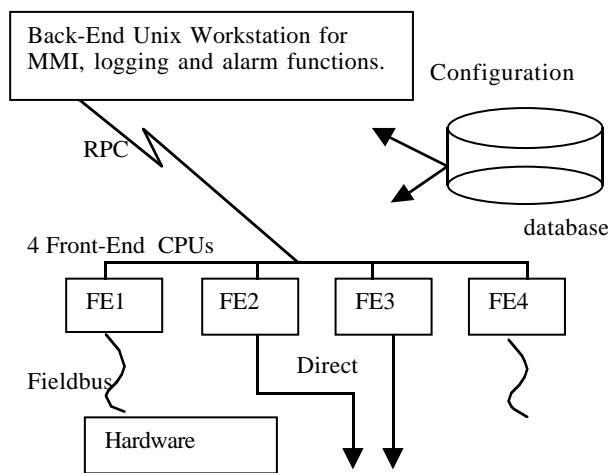 Back-End Unix Workstation for
MMI, logging and alarm functions.
Configuration
RPC
database
4 Front-End CPUs
FE1
FE2
FE3
FE4
Direct
Fieldbus
Hardware